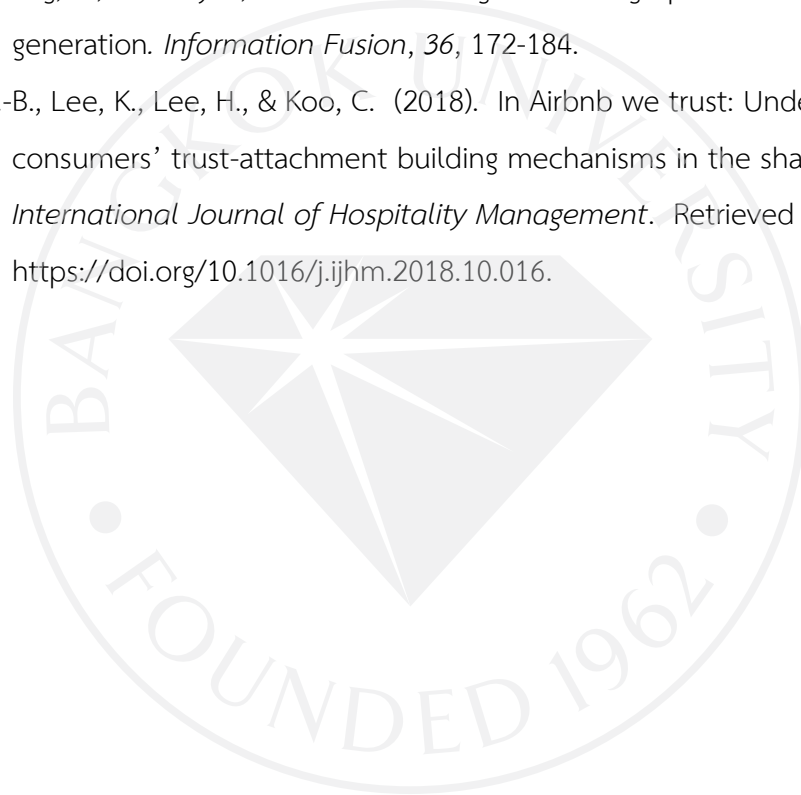 generation. Information Fusion, 36, 172-184.
-B., Lee, K., Lee, H., & Koo, C. (2018). In Airbnb we trust: Unde
consumers’ trust-attachment building mechanisms in the sha
International Journal of Hospitality Management. Retrieved
https://doi.org/10.1016/j.ijhm.2018.10.016.
BANGKOK UNIVERSITY
FOUNDED 1962